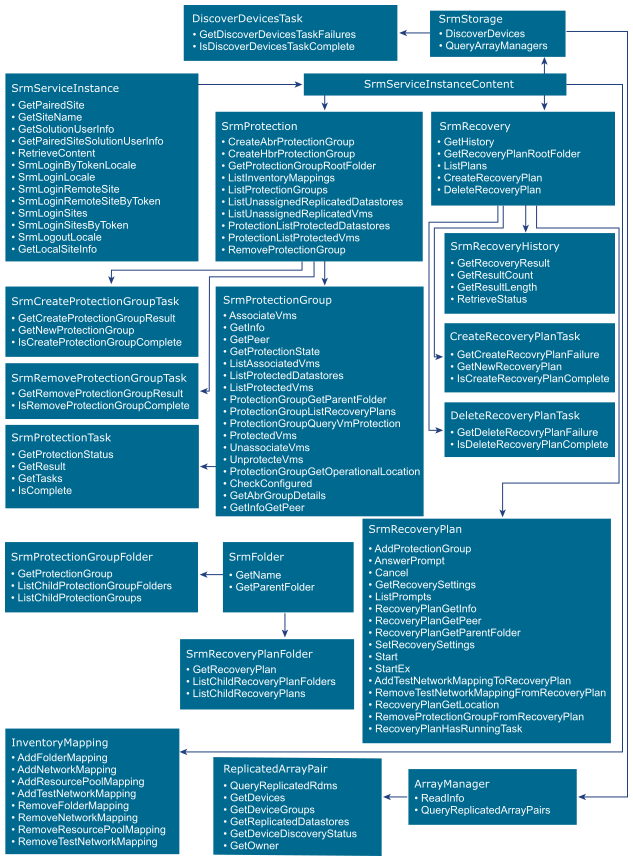 DiscoverDevicesTask
• GetDiscoverDevicesTaskFailures
• IsDiscoverDevicesTaskComplete
SrmStorage
• DiscoverDevices
• QueryArrayManagers
SrmServiceInstance
• GetPairedSite
• GetSiteName
• GetSolutionUserInfo
• GetPairedSiteSolutionUserInfo
• RetrieveContent
• SrmLoginByTokenLocale
• SrmLoginLocale
• SrmLoginRemoteSite
• SrmLoginRemoteSiteByToken
• SrmLoginSites
• SrmLoginSitesByToken
• SrmLogoutLocale
• GetLocalSiteInfo
SrmServiceInstanceContent
SrmProtection
• CreateAbrProtectionGroup
• CreateHbrProtectionGroup
• GetProtectionGroupRootFolder
• ListInventoryMappings
• ListProtectionGroups
• ListUnassignedReplicatedDatastores
• ListUnassignedReplicatedVms
• ProtectionListProtectedDatastores
• ProtectionListProtectedVms
• RemoveProtectionGroup
SrmRecovery
• GetHistory
• GetRecoveryPlanRootFolder
• ListPlans
• CreateRecoveryPlan
• DeleteRecoveryPlan
SrmRecoveryHistory
• GetRecoveryResult
• GetResultCount
• GetResultLength
• RetrieveStatus
SrmCreateProtectionGroupTask
• GetCreateProtectionGroupResult
• GetNewProtectionGroup
• IsCreateProtectionGroupComplete
SrmRemoveProtectionGroupTask
• GetRemoveProtectionGroupResult
• IsRemoveProtectionGroupComplete
SrmProtectionTask
• GetProtectionStatus
• GetResult
• GetTasks
• IsComplete
SrmProtectionGroup
• AssociateVms
• GetInfo
• GetPeer
• GetProtectionState
• ListAssociatedVms
• ListProtectedDatastores
• ListProtectedVms
• ProtectionGroupGetParentFolder
• ProtectionGroupListRecoveryPlans
• ProtectionGroupQueryVmProtection
• ProtectedVms
• UnassociateVms
• UnprotecteVms
• ProtectionGroupGetOperationalLocation
• CheckConfigured
• GetAbrGroupDetails
• GetInfoGetPeer
CreateRecoveryPlanTask
• GetCreateRecovryPlanFailure
• GetNewRecoveryPlan
• IsCreateRecoveryPlanComplete
DeleteRecoveryPlanTask
• GetDeleteRecovryPlanFailure
• IsDeleteRecoveryPlanComplete
SrmRecoveryPlan
• AddProtectionGroup
• AnswerPrompt
• Cancel
• GetRecoverySettings
• ListPrompts
• RecoveryPlanGetInfo
• RecoveryPlanGetPeer
• RecoveryPlanGetParentFolder
• SetRecoverySettings
• Start
• StartEx
• AddTestNetworkMappingToRecoveryPlan
• RemoveTestNetworkMappingFromRecoveryPlan
• RecoveryPlanGetLocation
• RemoveProtectionGroupFromRecoveryPlan
• RecoveryPlanHasRunningTask
SrmProtectionGroupFolder
• GetProtectionGroup
• ListChildProtectionGroupFolders
• ListChildProtectionGroups
SrmFolder
• GetName
• GetParentFolder
SrmRecoveryPlanFolder
• GetRecoveryPlan
• ListChildRecoveryPlanFolders
• ListChildRecoveryPlans
InventoryMapping
• AddFolderMapping
• AddNetworkMapping
• AddResourcePoolMapping
• AddTestNetworkMapping
• RemoveFolderMapping
• RemoveNetworkMapping
• RemoveResourcePoolMapping
• RemoveTestNetworkMapping
ReplicatedArrayPair
• QueryReplicatedRdms
• GetDevices
• GetDeviceGroups
• GetReplicatedDatastores
• GetDeviceDiscoveryStatus
• GetOwner
ArrayManager
• ReadInfo
• QueryReplicatedArrayPairs